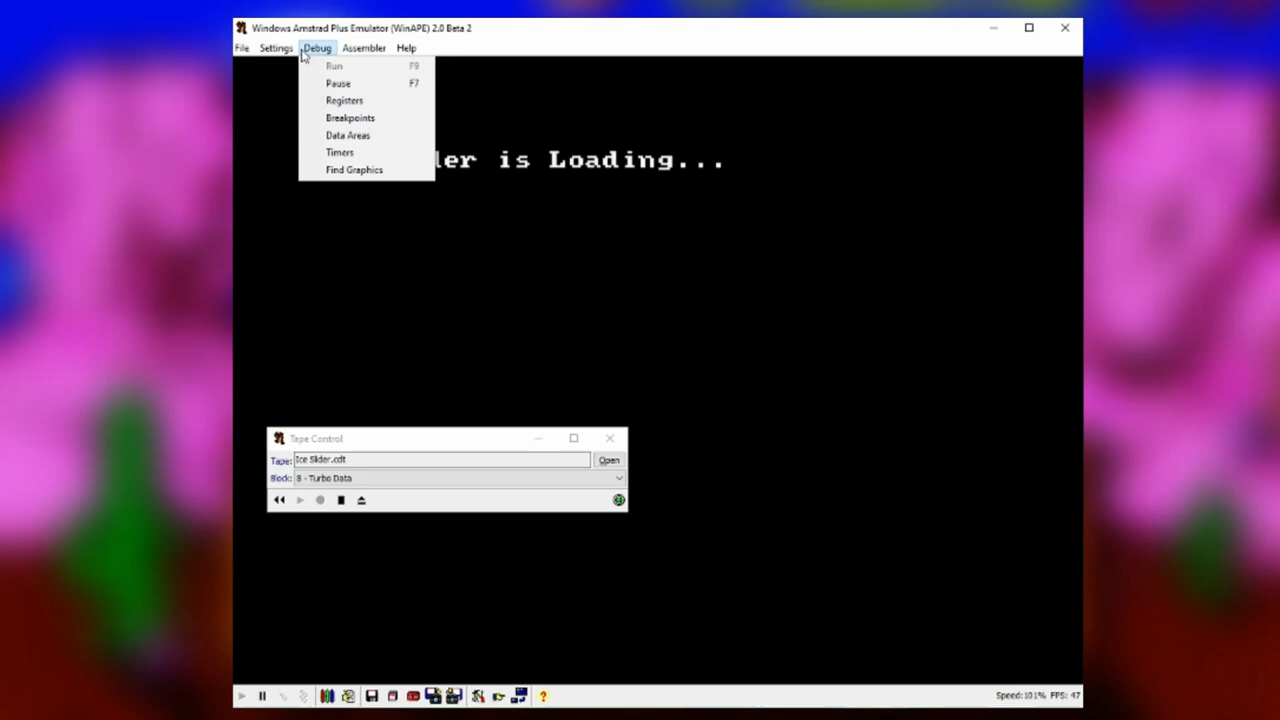 Windows Amstrad Plus Emulator (WinAPE) 2.0 Beta 2
File Settings Debug Assembler Help
Run F9
Pause F7
Registers
Breakpoints
Data Areas
Timers
Find Graphics
ler is Loading...
Tape Control
Tape: Ice Slider.cdt Open
Block: 8 - Turbo Data
Speed:101% FPS: 47